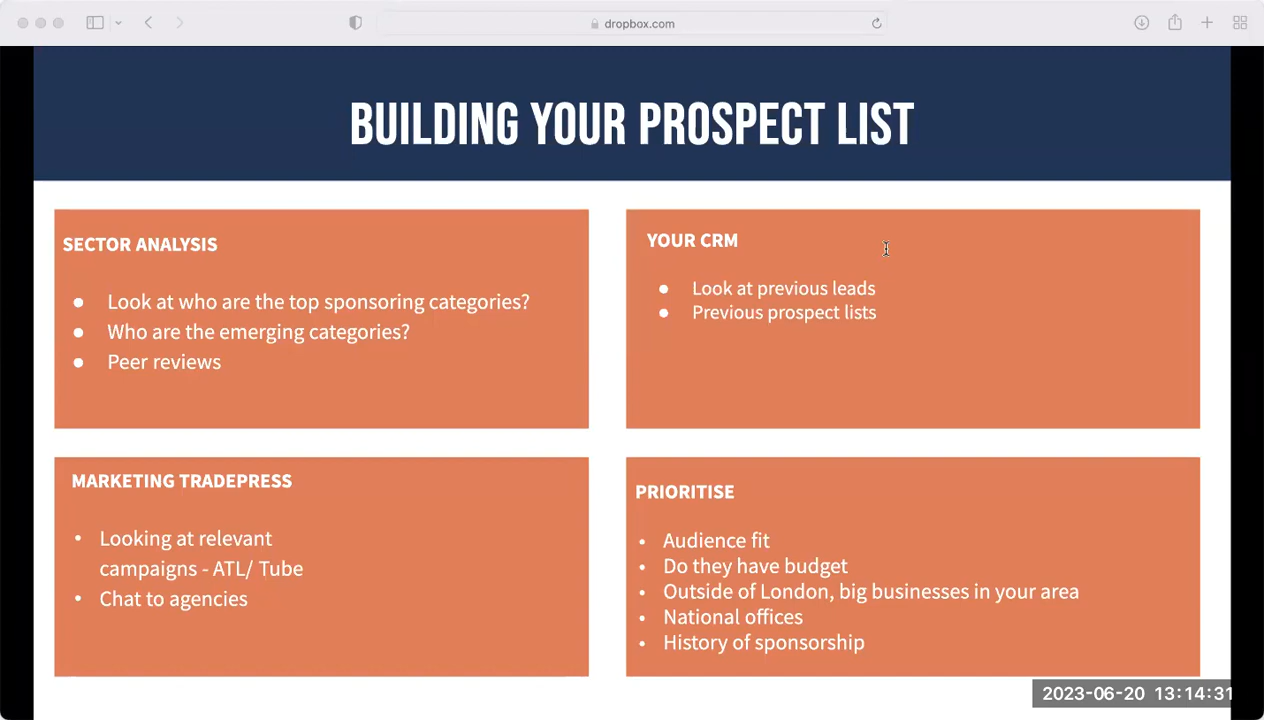 dropbox.com
BUILDING YOUR PROSPECT LIST
SECTOR ANALYSIS
● Look at who are the top sponsoring categories?
● Who are the emerging categories?
● Peer reviews
YOUR CRM
● Look at previous leads
● Previous prospect lists
MARKETING TRADEPRESS
• Looking at relevant
campaigns - ATL/ Tube
• Chat to agencies
PRIORITISE
• Audience fit
• Do they have budget
• Outside of London, big businesses in your area
• National offices
• History of sponsorship
2023-06-20 13:14:31